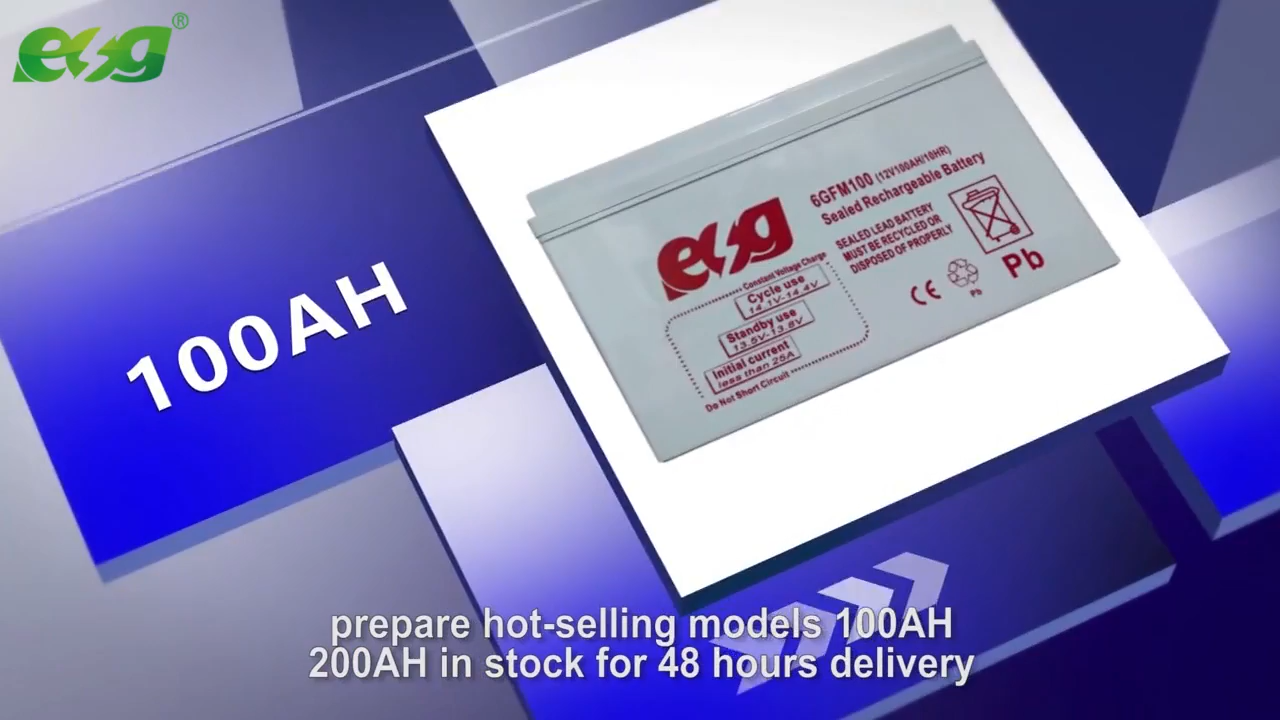 esg®
100AH
esg
6GFM100 (12V100AH/10HR)
Sealed Rechargeable Battery
SEALED LEAD BATTERY
MUST BE RECYCLED OR
DISPOSED OF PROPERLY
Constant Voltage Charge
Cycle use
14.1V-14.4V
Standby use
13.5V-13.8V
Initial current
less than 25A
Do Not Short Circuit
CE
Pb
Pb
prepare hot-selling models 100AH
200AH in stock for 48 hours delivery